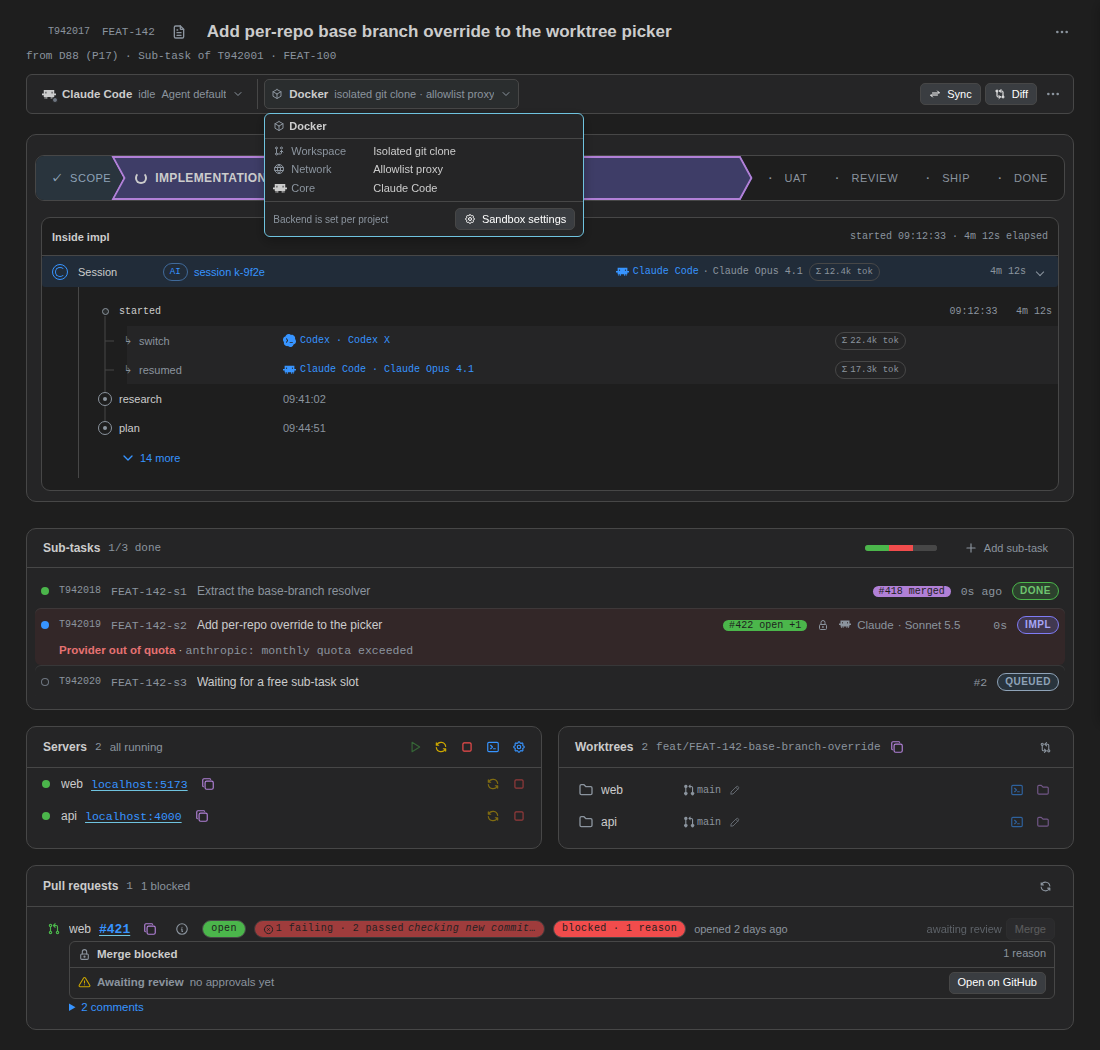 T942017 FEAT-142 Add per-repo base branch override to the worktree picker
from D88 (P17) · Sub-task of T942001 · FEAT-100
Claude Code idle Agent default Docker isolated git clone · allowlist proxy Sync Diff
Docker
Workspace Isolated git clone
Network Allowlist proxy
Core Claude Code
Backend is set per project Sandbox settings
SCOPE IMPLEMENTATION · UAT · REVIEW · SHIP · DONE
Inside impl started 09:12:33 · 4m 12s elapsed
Session AI session k-9f2e Claude Code · Claude Opus 4.1 Σ 12.4k tok 4m 12s
started 09:12:33 4m 12s
↳ switch Codex · Codex X Σ 22.4k tok
↳ resumed Claude Code · Claude Opus 4.1 Σ 17.3k tok
research 09:41:02
plan 09:44:51
14 more
Sub-tasks 1/3 done Add sub-task
T942018 FEAT-142-s1 Extract the base-branch resolver #418 merged 0s ago DONE
T942019 FEAT-142-s2 Add per-repo override to the picker #422 open +1 Claude · Sonnet 5.5 0s IMPL
Provider out of quota · anthropic: monthly quota exceeded
T942020 FEAT-142-s3 Waiting for a free sub-task slot #2 QUEUED
Servers 2 all running
web localhost:5173
api localhost:4000
Worktrees 2 feat/FEAT-142-base-branch-override
web main
api main
Pull requests 1 1 blocked
web #421 open 1 failing · 2 passed checking new commit… blocked · 1 reason opened 2 days ago awaiting review Merge
Merge blocked 1 reason
Awaiting review no approvals yet Open on GitHub
2 comments